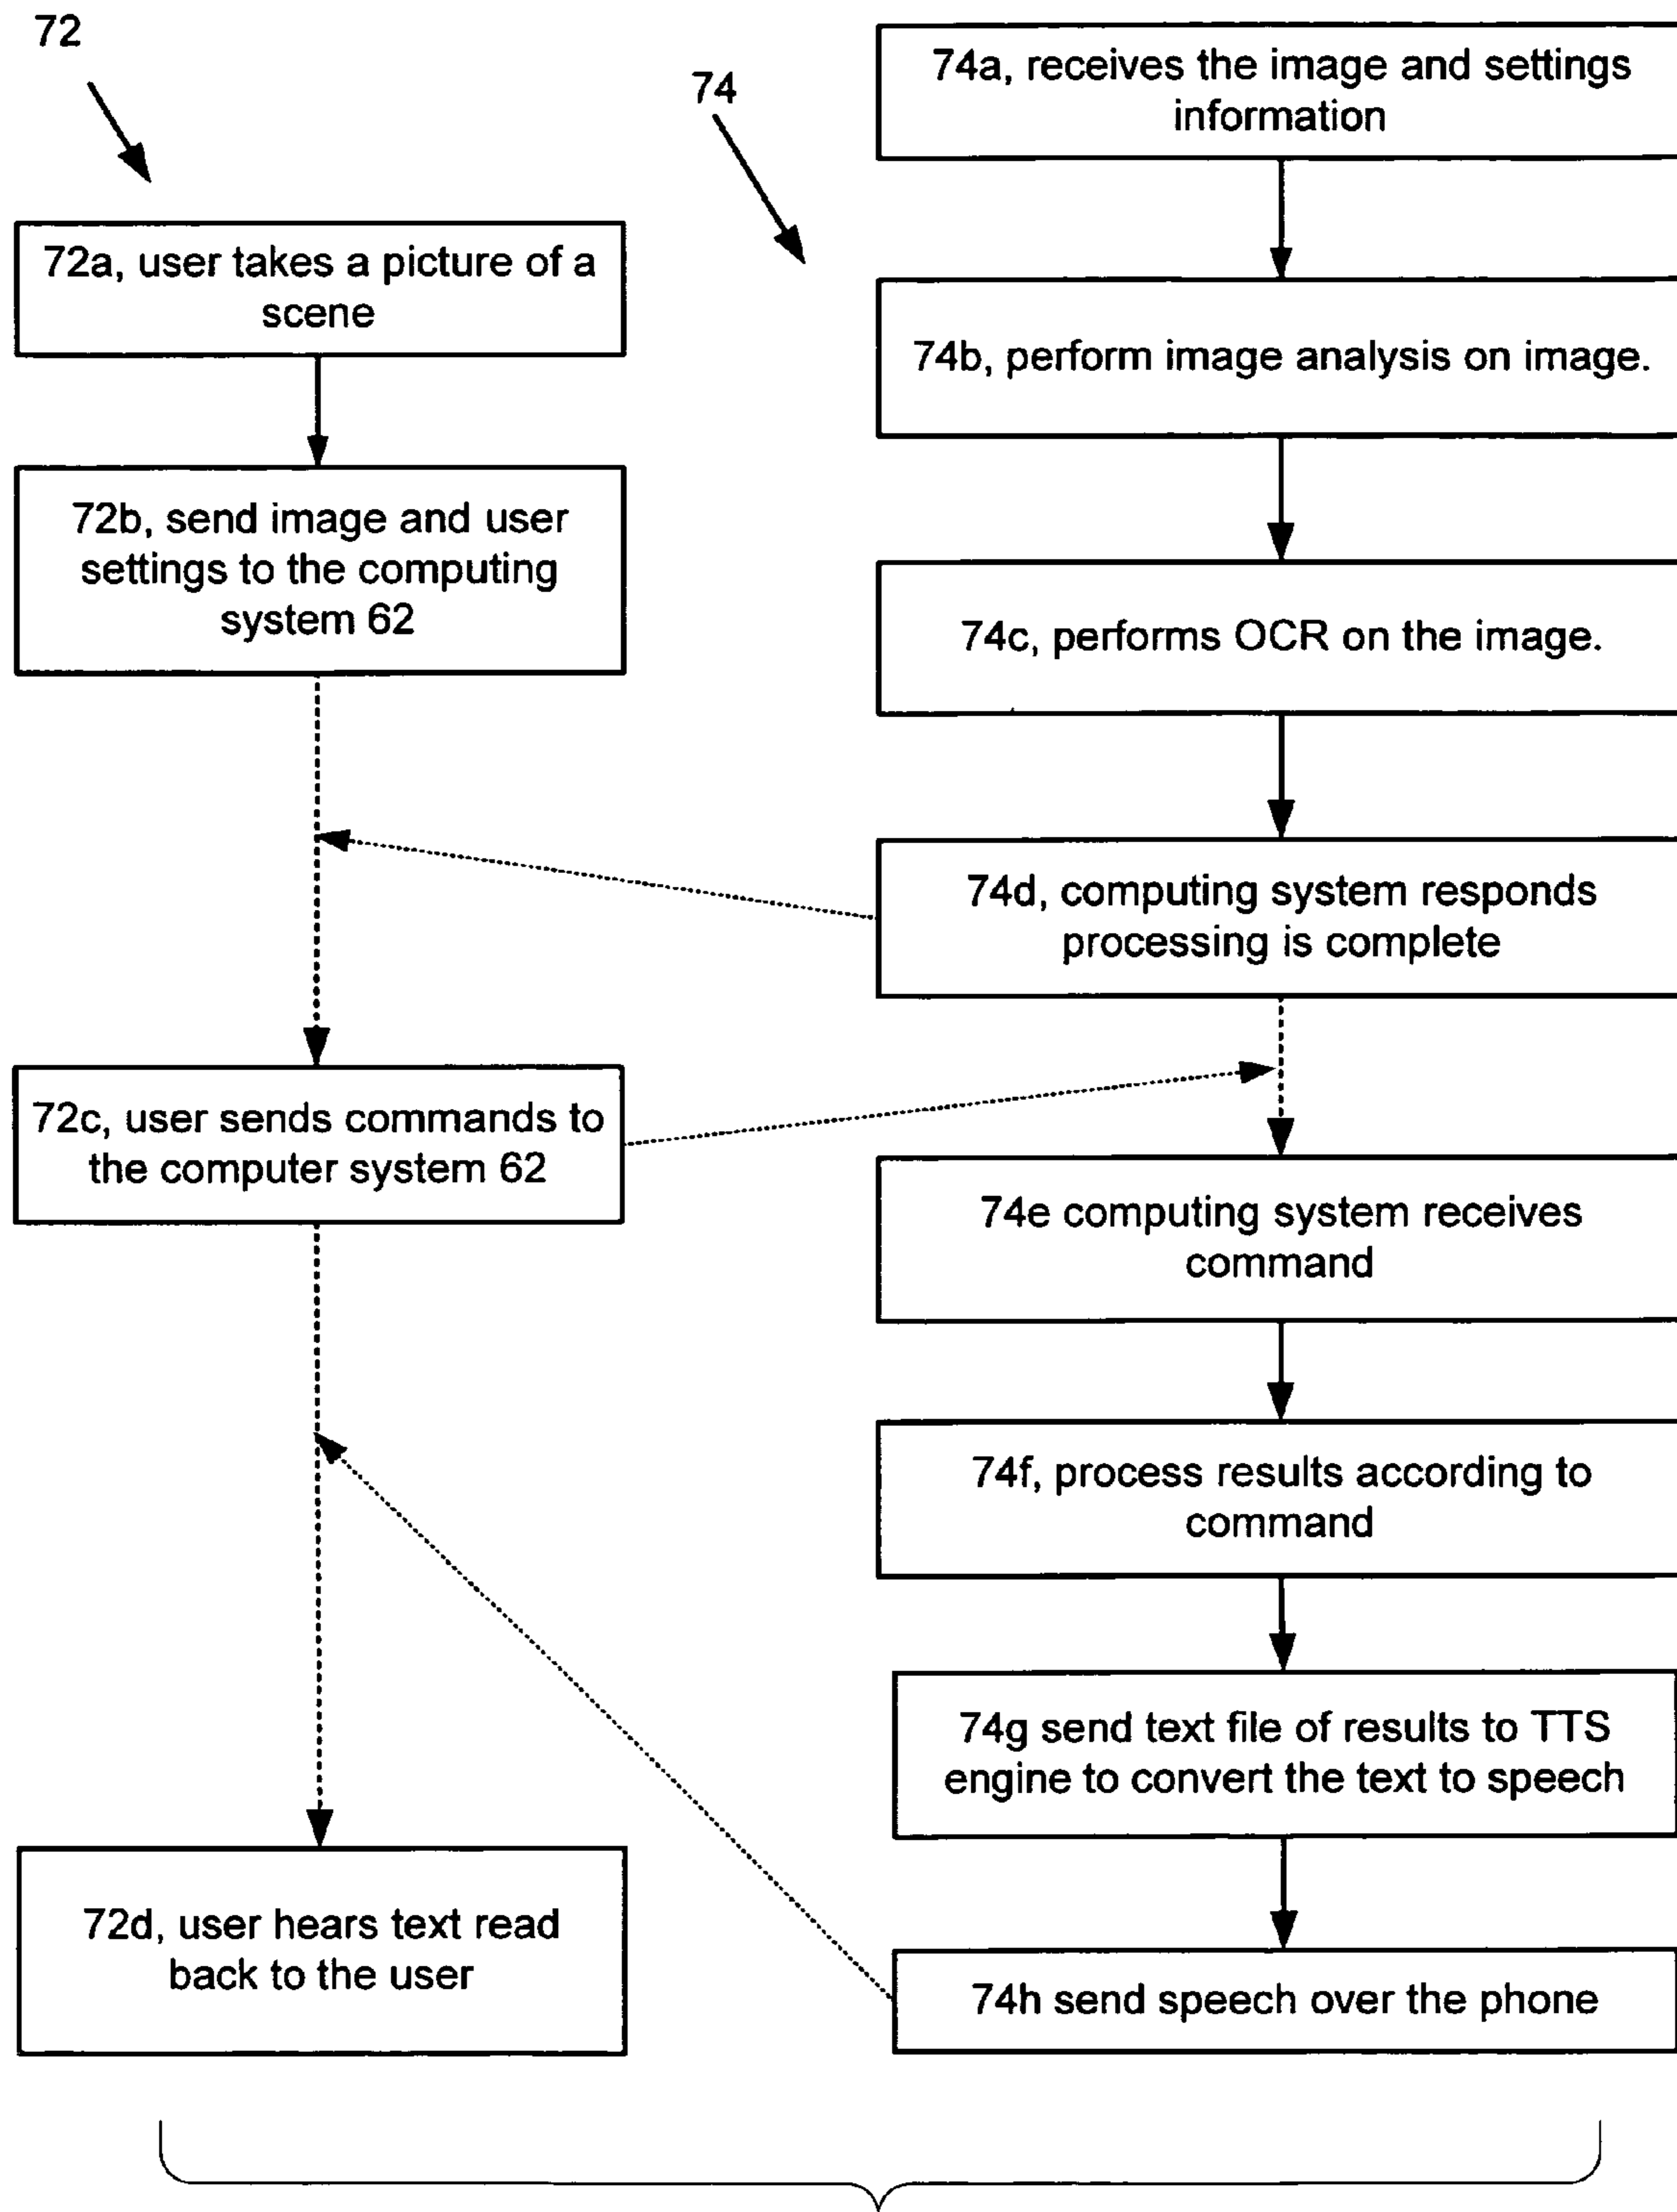 72
72a, user takes a picture of a
scene
72b, send image and user
settings to the computing
system 62
72c, user sends commands to
the computer system 62
72d, user hears text read
back to the user
74
74a, receives the image and settings
information
74b, perform image analysis on image.
74c, performs OCR on the image.
74d, computing system responds
processing is complete
74e computing system receives
command
74f, process results according to
command
74g send text file of results to TTS
engine to convert the text to speech
74h send speech over the phone